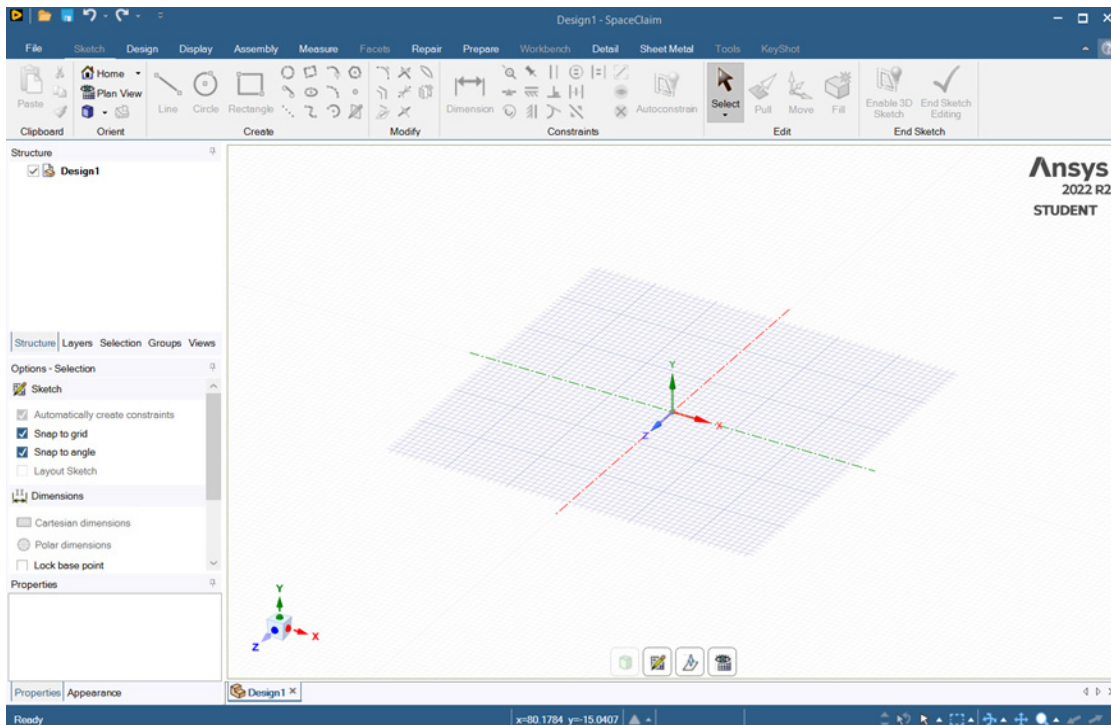 Design1 - SpaceClaim
File Sketch Design Display Assembly Measure Facets Repair Prepare Workbench Detail Sheet Metal Tools KeyShot
Paste
Home
Plan View
Line Circle Rectangle
Dimension
Autoconstrain
Select Pull Move Fill
Enable 3D Sketch
End Sketch Editing
Clipboard Orient Create Modify Constraints Edit End Sketch
Structure
Design1
Ansys
2022 R2
STUDENT
Y
X
Z
Structure Layers Selection Groups Views
Options - Selection
Sketch
Automatically create constraints
Snap to grid
Snap to angle
Layout Sketch
Dimensions
Cartesian dimensions
Polar dimensions
Lock base point
Properties
Y
X
Z
Properties Appearance
Design1
Ready x=80.1784 y=-15.0407